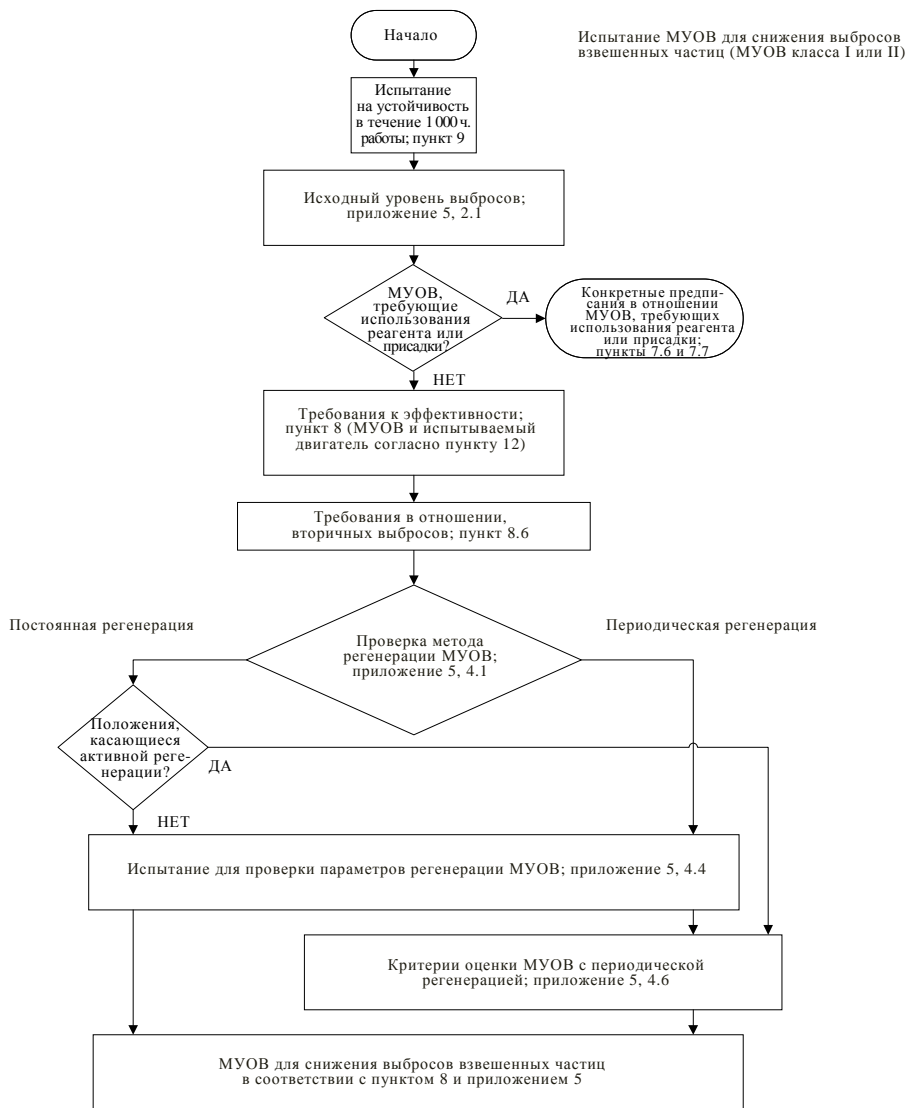 Начало
Испытание МУОВ для снижения выбросов
взвешенных частиц (МУОВ класса I или II)
Испытание
на устойчивость
в течение 1 000 ч.
работы; пункт 9
Исходный уровень выбросов;
приложение 5, 2.1
МУОВ,
требующие
использования
реагента или
присадки?
ДА
Конкретные предпи-
сания в отношении
МУОВ, требующих
использования реагента
или присадки;
пункты 7.6 и 7.7
НЕТ
Требования к эффективности;
пункт 8 (МУОВ и испытываемый
двигатель согласно пункту 12)
Требования в отношении,
вторичных выбросов; пункт 8.6
Постоянная регенерация
Периодическая регенерация
Проверка метода
регенерации МУОВ;
приложение 5, 4.1
Положения,
касающиеся
активной реге-
нерации?
ДА
НЕТ
Испытание для проверки параметров регенерации МУОВ; приложение 5, 4.4
Критерии оценки МУОВ с периодической
регенерацией; приложение 5, 4.6
МУОВ для снижения выбросов взвешенных частиц
в соответствии с пунктом 8 и приложением 5